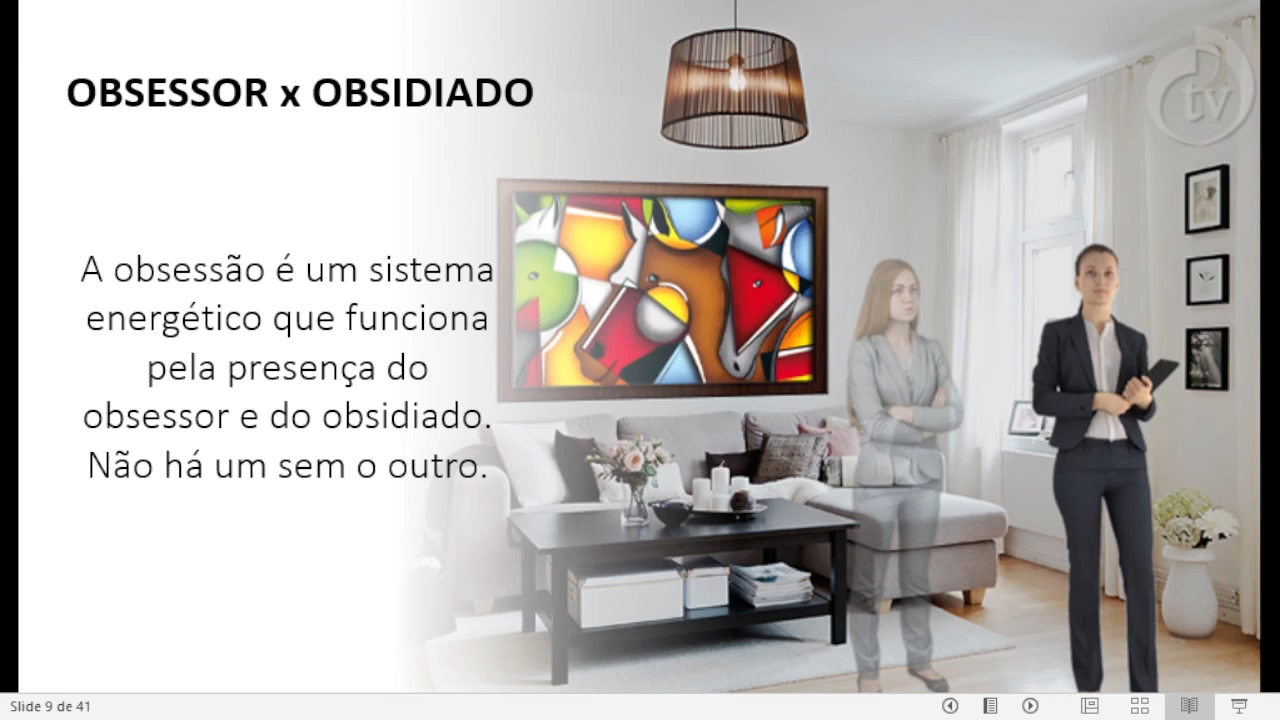 OBSESSOR x OBSIDIADO
A obsessão é um sistema
energético que funciona
pela presença do
obsessor e do obsidiado.
Não há um sem o outro.
tv
Slide 9 de 41